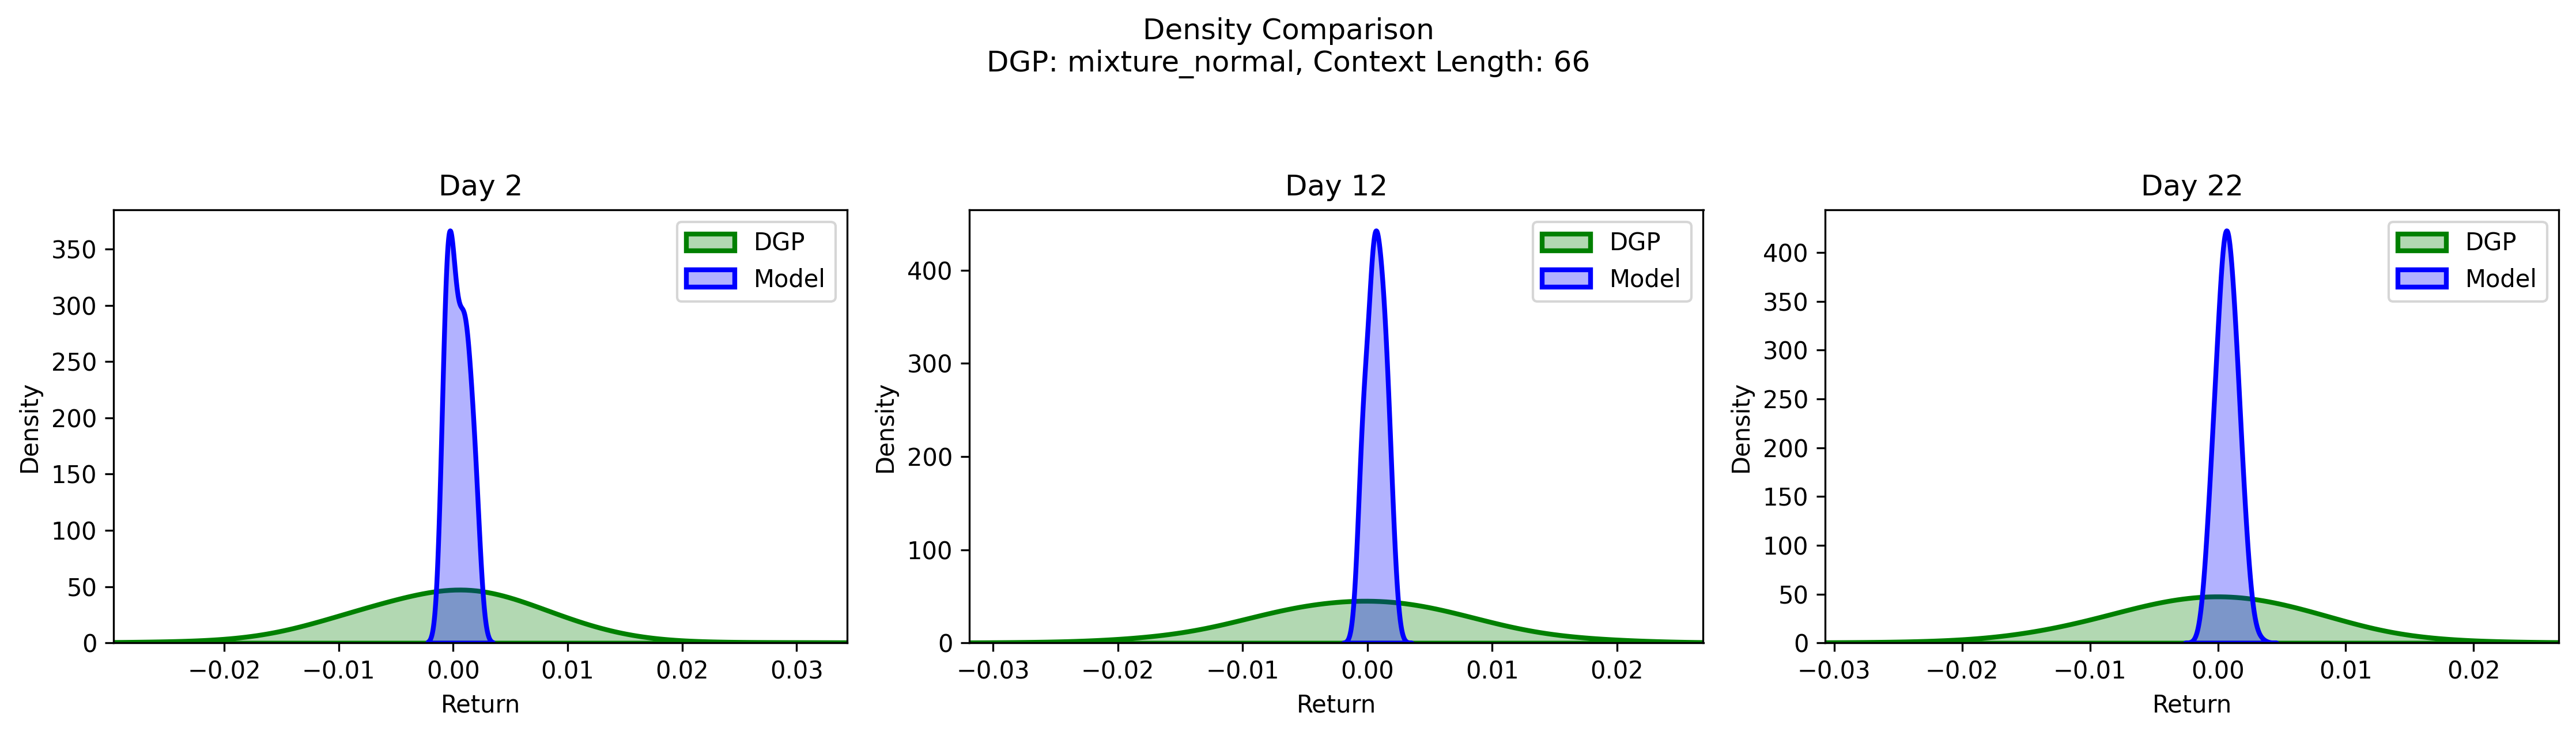 Density Comparison
DGP: mixture_normal, Context Length: 66
Day 2
350
300
250
200
150
100
50
0
Density
−0.02
−0.01
0.00
0.01
0.02
0.03
Return
DGP
Model
Day 12
400
300
200
100
0
Density
−0.03
−0.02
−0.01
0.00
0.01
0.02
Return
DGP
Model
Day 22
400
350
300
250
200
150
100
50
0
Density
−0.03
−0.02
−0.01
0.00
0.01
0.02
Return
DGP
Model